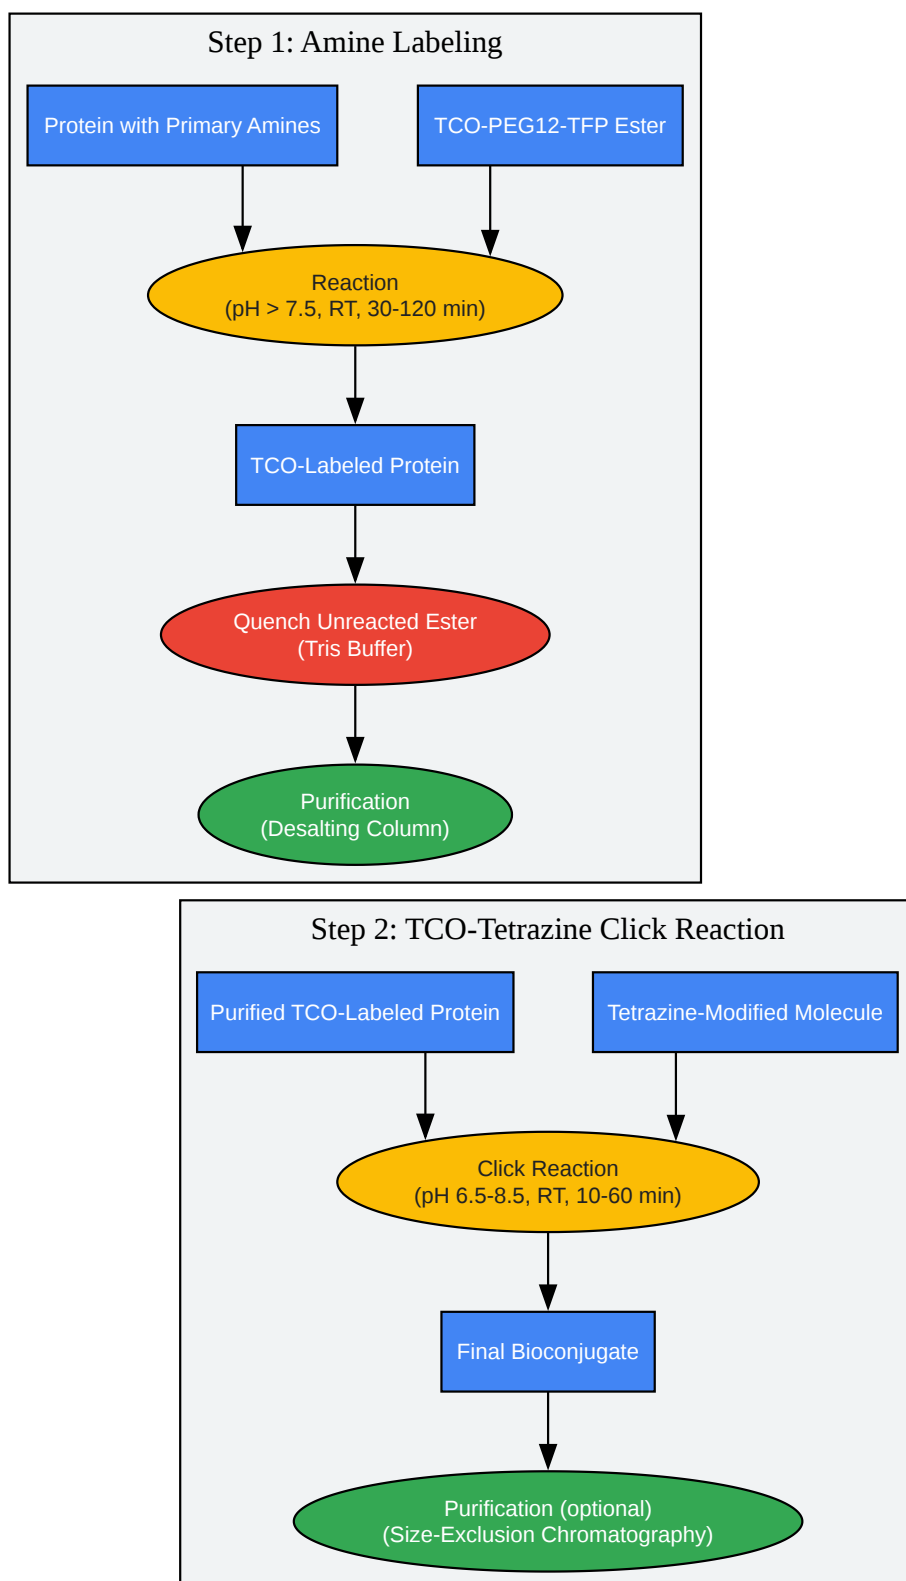 Step 1: Amine Labeling
Protein with Primary Amines
TCO-PEG12-TFP Ester
Reaction
(pH > 7.5, RT, 30-120 min)
TCO-Labeled Protein
Quench Unreacted Ester
(Tris Buffer)
Purification
(Desalting Column)
Step 2: TCO-Tetrazine Click Reaction
Purified TCO-Labeled Protein
Tetrazine-Modified Molecule
Click Reaction
(pH 6.5-8.5, RT, 10-60 min)
Final Bioconjugate
Purification (optional)
(Size-Exclusion Chromatography)